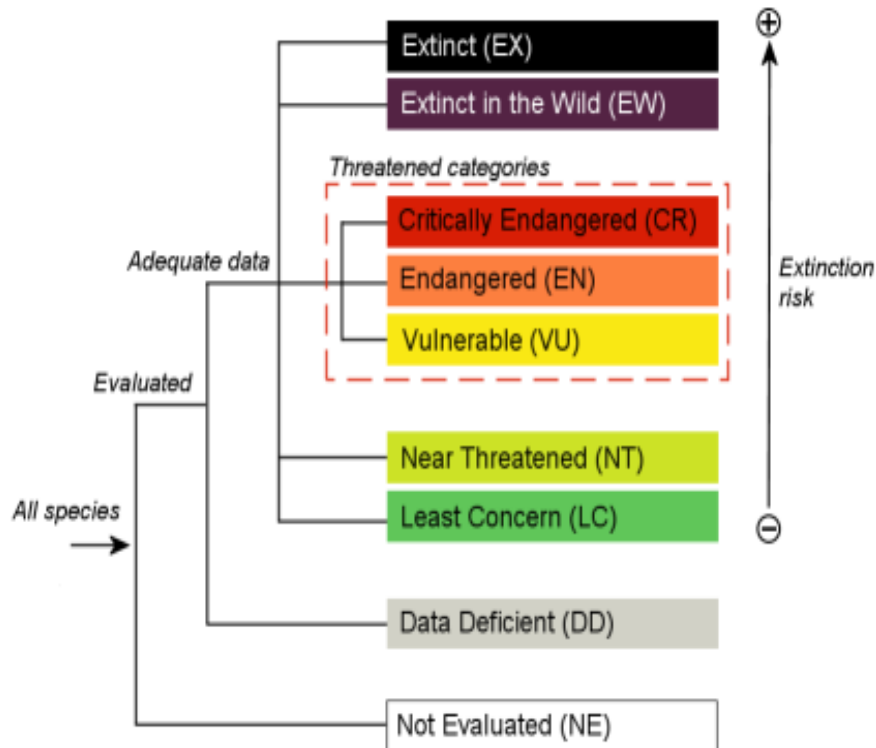 Extinct (EX)
Extinct in the Wild (EW)
Threatened categories
Critically Endangered (CR)
Adequate data
Endangered (EN)
Extinction
risk
Vulnerable (VU)
Evaluated
Near Threatened (NT)
All species
Least Concern (LC)
Data Deficient (DD)
Not Evaluated (NE)